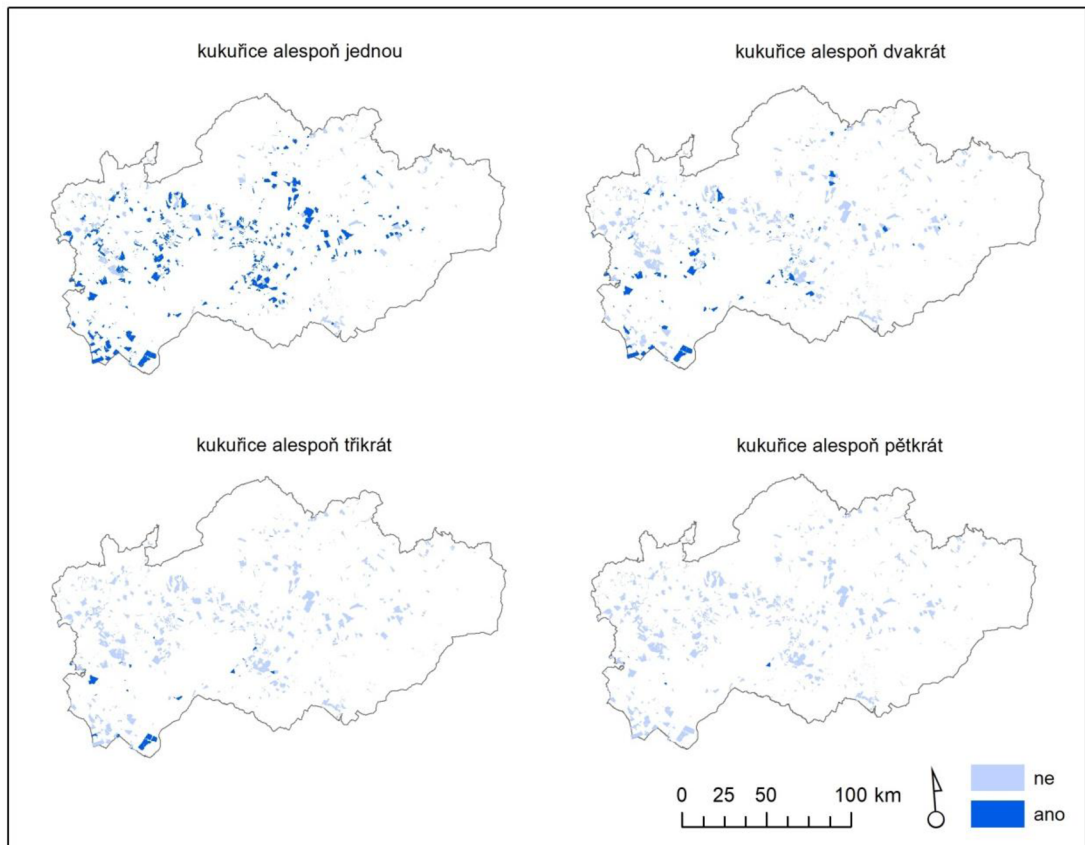 kukuřice alespoň jednou
kukuřice alespoň dvakrát
kukuřice alespoň třikrát
kukuřice alespoň pětkrát
0 25 50 100 km
ne
ano